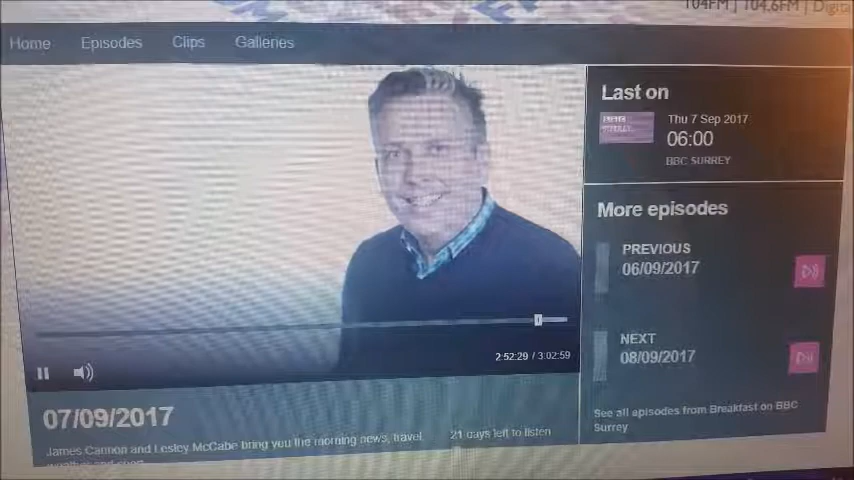 104FM | 104.6FM | Digital
Home Episodes Clips Galleries
Last on
Thu 7 Sep 2017
06:00
BBC SURREY
More episodes
PREVIOUS
06/09/2017
NEXT
08/09/2017
See all episodes from Breakfast on BBC
Surrey
2:52:29 / 3:02:59
07/09/2017
James Cannon and Lesley McCabe bring you the morning news, travel,
21 days left to listen